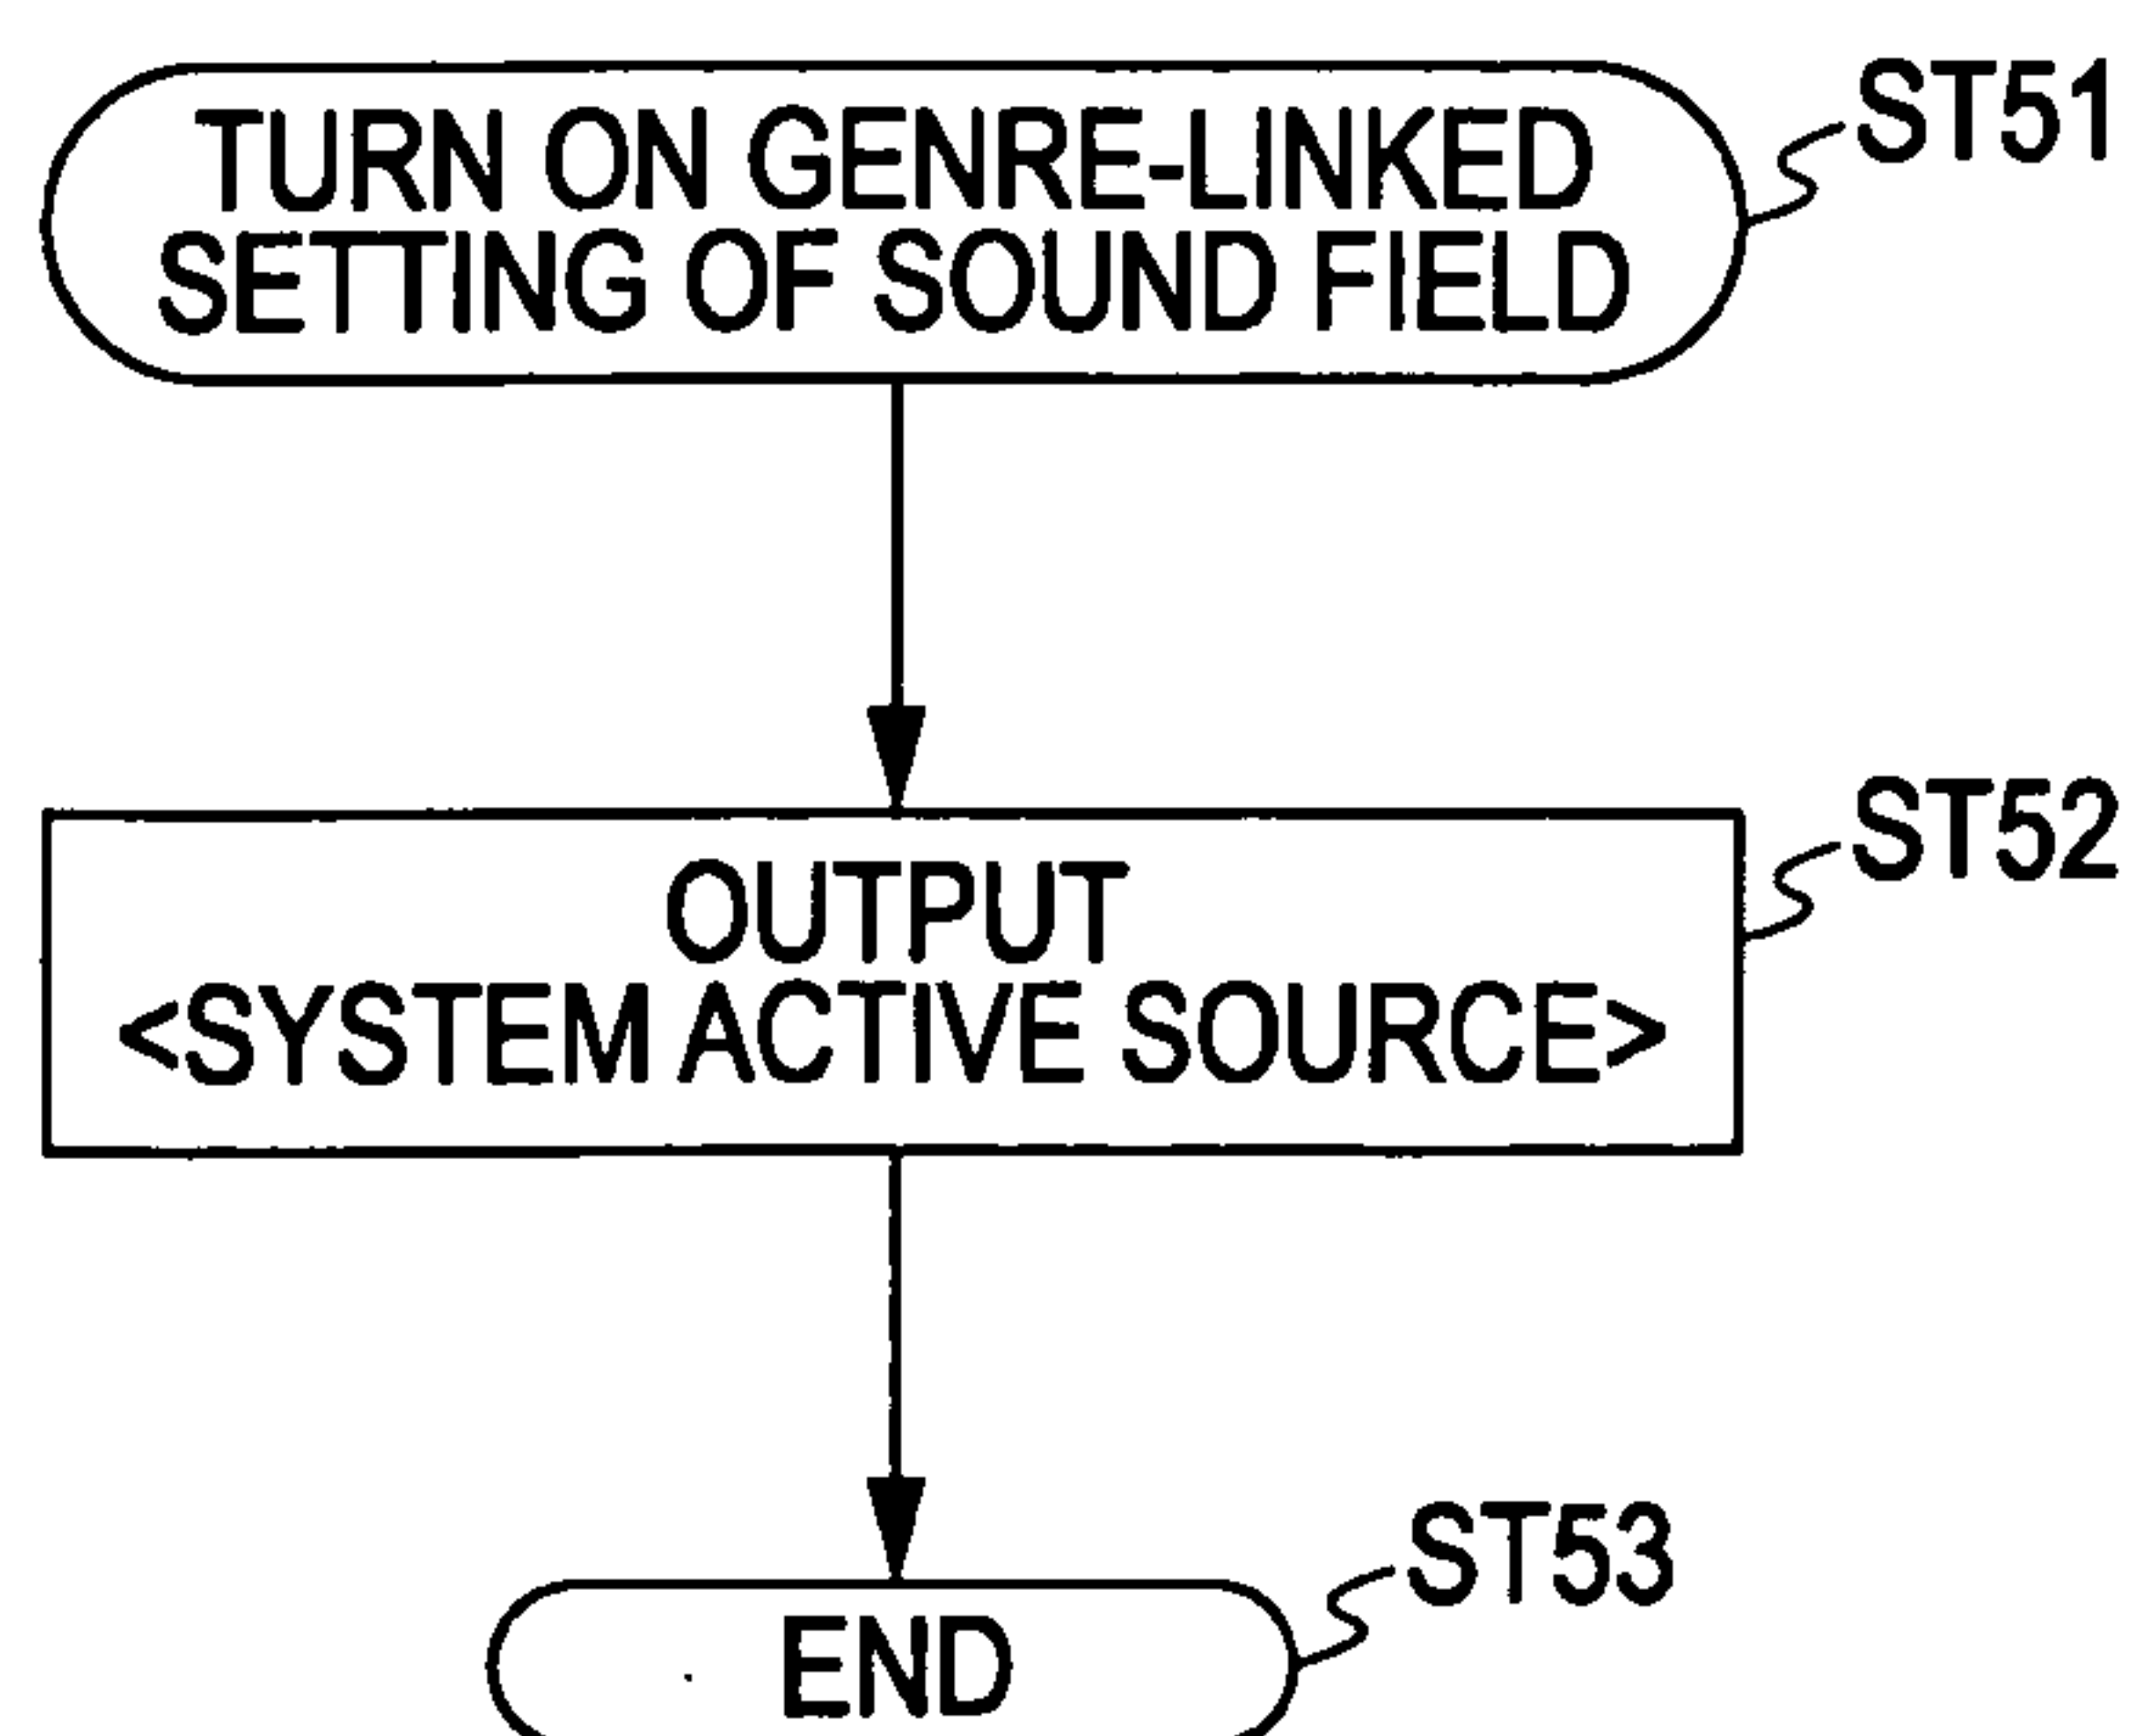 TURN ON GENRE-LINKED
SETTING OF SOUND FIELD
ST51
OUTPUT
<SYSTEM ACTIVE SOURCE>
ST52
END
ST53